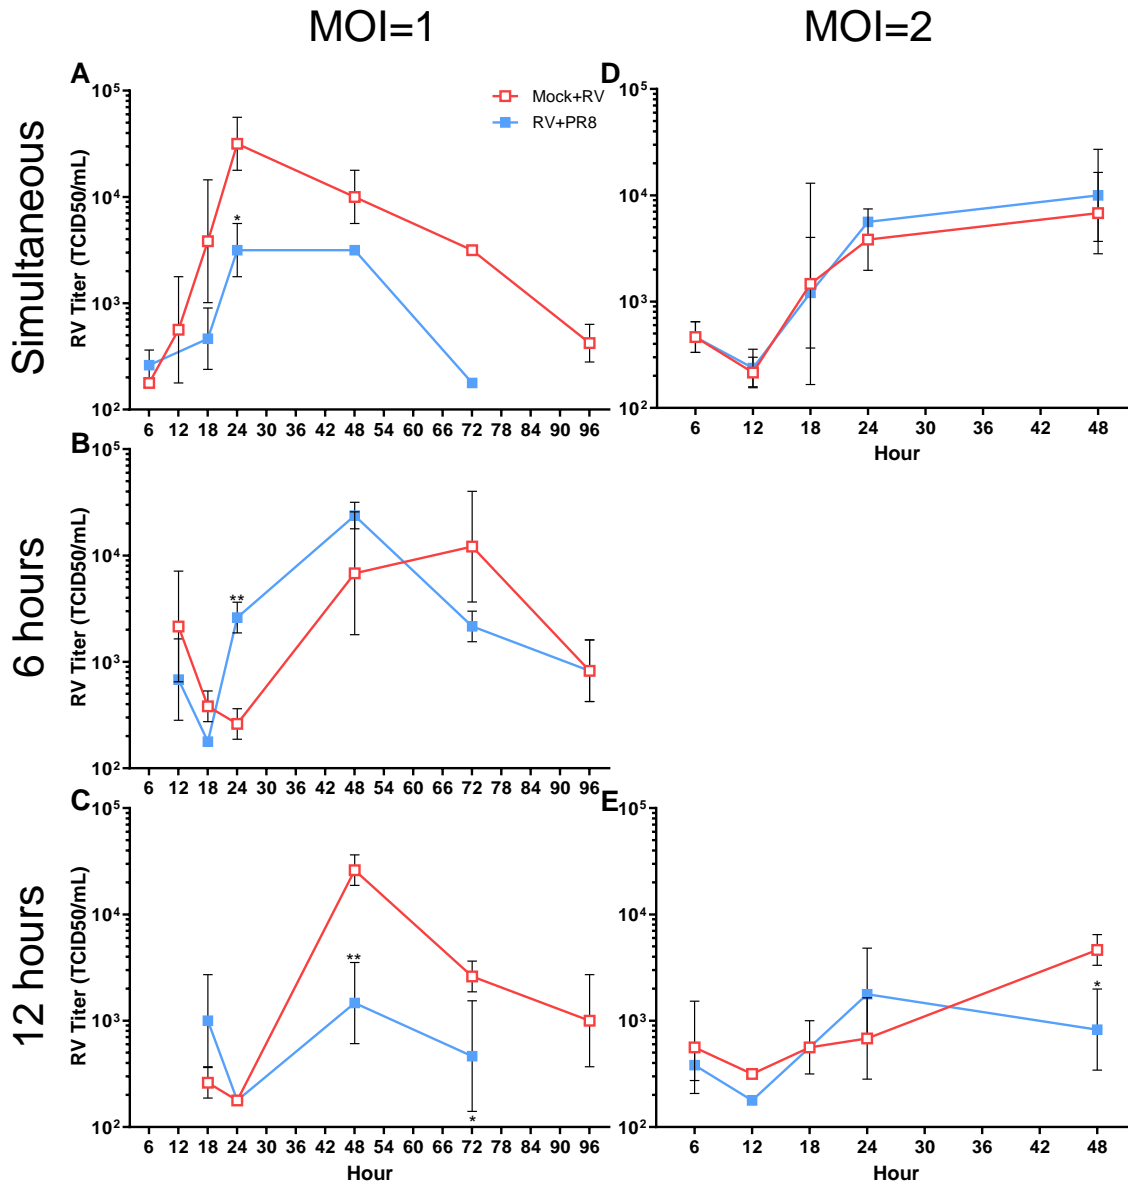 MOI=1
MOI=2
Simultaneous
A
RV Titer (TCID50/mL)
10⁵
10⁴
10³
10²
Mock+RV
RV+PR8
*
6 12 18 24 30 36 42 48 54 60 66 72 78 84 90 96
D
10⁵
10⁴
10³
10²
6 12 18 24 30 36 42 48
Hour
6 hours
B
RV Titer (TCID50/mL)
10⁵
10⁴
10³
10²
**
6 12 18 24 30 36 42 48 54 60 66 72 78 84 90 96
12 hours
C
RV Titer (TCID50/mL)
10⁵
10⁴
10³
10²
**
*
6 12 18 24 30 36 42 48 54 60 66 72 78 84 90 96
Hour
E
10⁵
10⁴
10³
10²
*
6 12 18 24 30 36 42 48
Hour